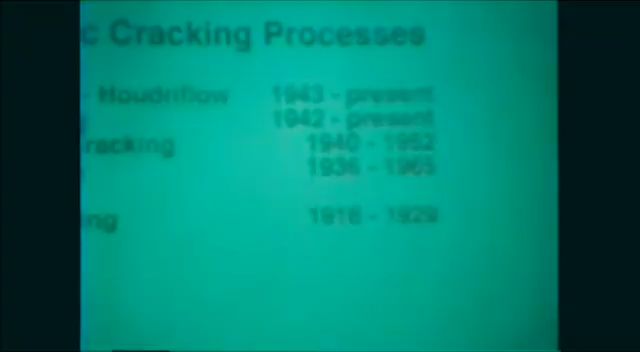 c Cracking Processes
- Houdriflow 1943 - present
1942 - present
racking 1940 - 1952
1936 - 1965
ing 1916 - 1929